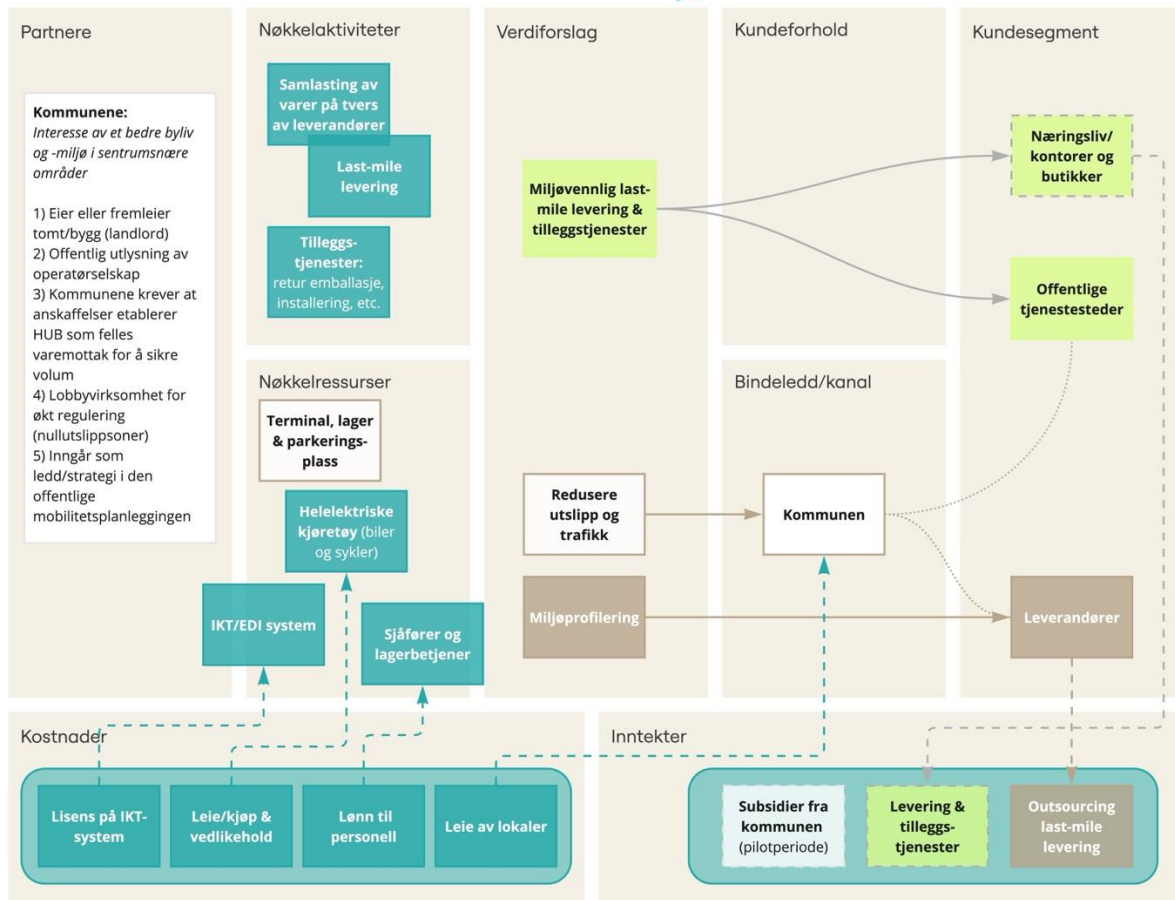 Partnere
Kommunene:
Interesse av et bedre byliv
og -miljø i sentrumsnære
områder
1) Eier eller fremleier
tomt/bygg (landlord)
2) Offentlig utlysning av
operatørselskap
3) Kommunene krever at
anskaffelser etablerer
HUB som felles
varemottak for å sikre
volum
4) Lobbyvirksomhet for
økt regulering
(nullutslippsoner)
5) Inngår som
ledd/strategi i den
offentlige
mobilitetsplanleggingen
Nøkkelaktiviteter
Samlasting av
varer på tvers
av leverandører
Last-mile
levering
Tilleggs-
tjenester:
retur emballasje,
installering, etc.
Nøkkelressurser
Terminal, lager
& parkerings-
plass
Helelektriske
kjøretøy (biler
og sykler)
IKT/EDI system
Sjåfører og
lagerbetjener
Verdiforslag
Miljøvennlig last-
mile levering &
tilleggstjenester
Redusere
utslipp og
trafikk
Miljøprofilering
Kundeforhold
Bindeledd/kanal
Kommunen
Kundesegment
Næringsliv/
kontorer og
butikker
Offentlige
tjenestesteder
Leverandører
Kostnader
Lisens på IKT-
system
Leie/kjøp &
vedlikehold
Lønn til
personell
Leie av lokaler
Inntekter
Subsidier fra
kommunen
(pilotperiode)
Levering &
tilleggs-
tjenester
Outsourcing
last-mile
levering